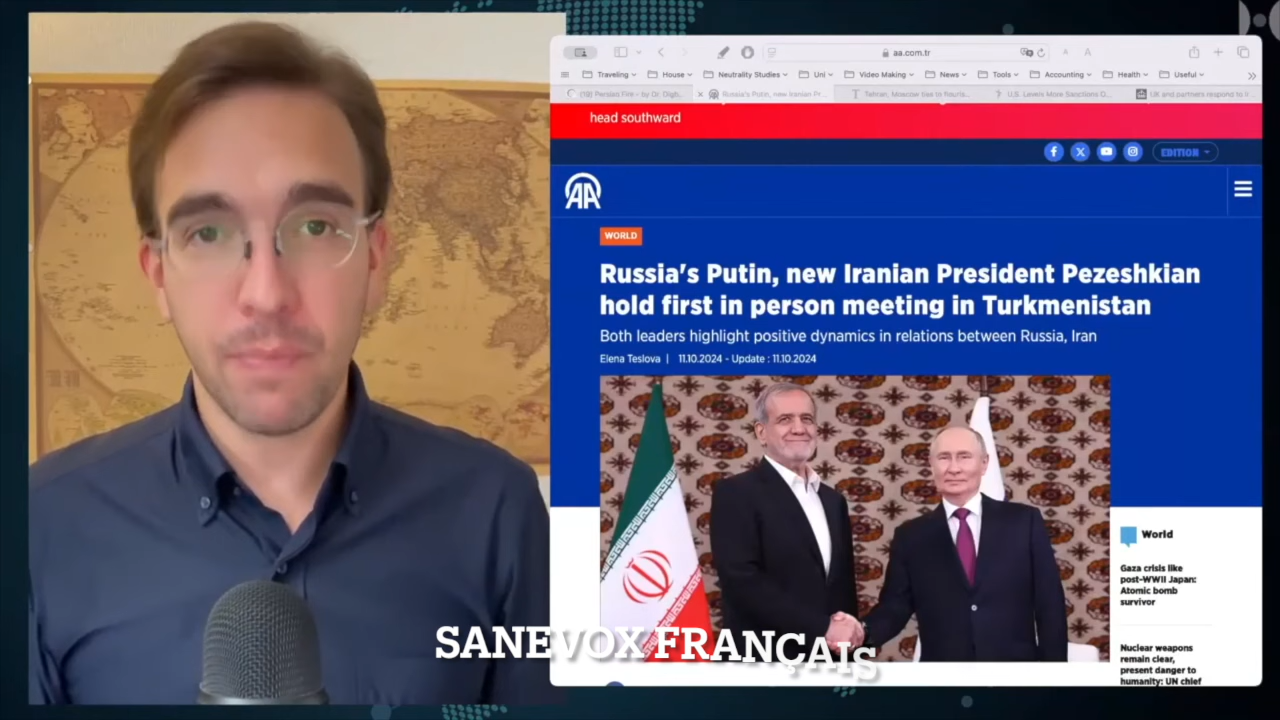 aa.com.tr
Traveling
House
Neutrality Studies
Uni
Video Making
News
Tools
Accounting
Health
Useful
Russia's Putin, new Iranian Pr...
Tehran, Moscow ties to flouris...
U.S. Levels More Sanctions O...
UK and partners respond to Ir...
head southward
EDITION
AA
WORLD
Russia's Putin, new Iranian President Pezeshkian
hold first in person meeting in Turkmenistan
Both leaders highlight positive dynamics in relations between Russia, Iran
Elena Teslova | 11.10.2024 - Update : 11.10.2024
World
Gaza crisis like
post-WWII Japan:
Atomic bomb
survivor
Nuclear weapons
remain clear,
present danger to
humanity: UN chief
SANEVOX FRANÇAIS